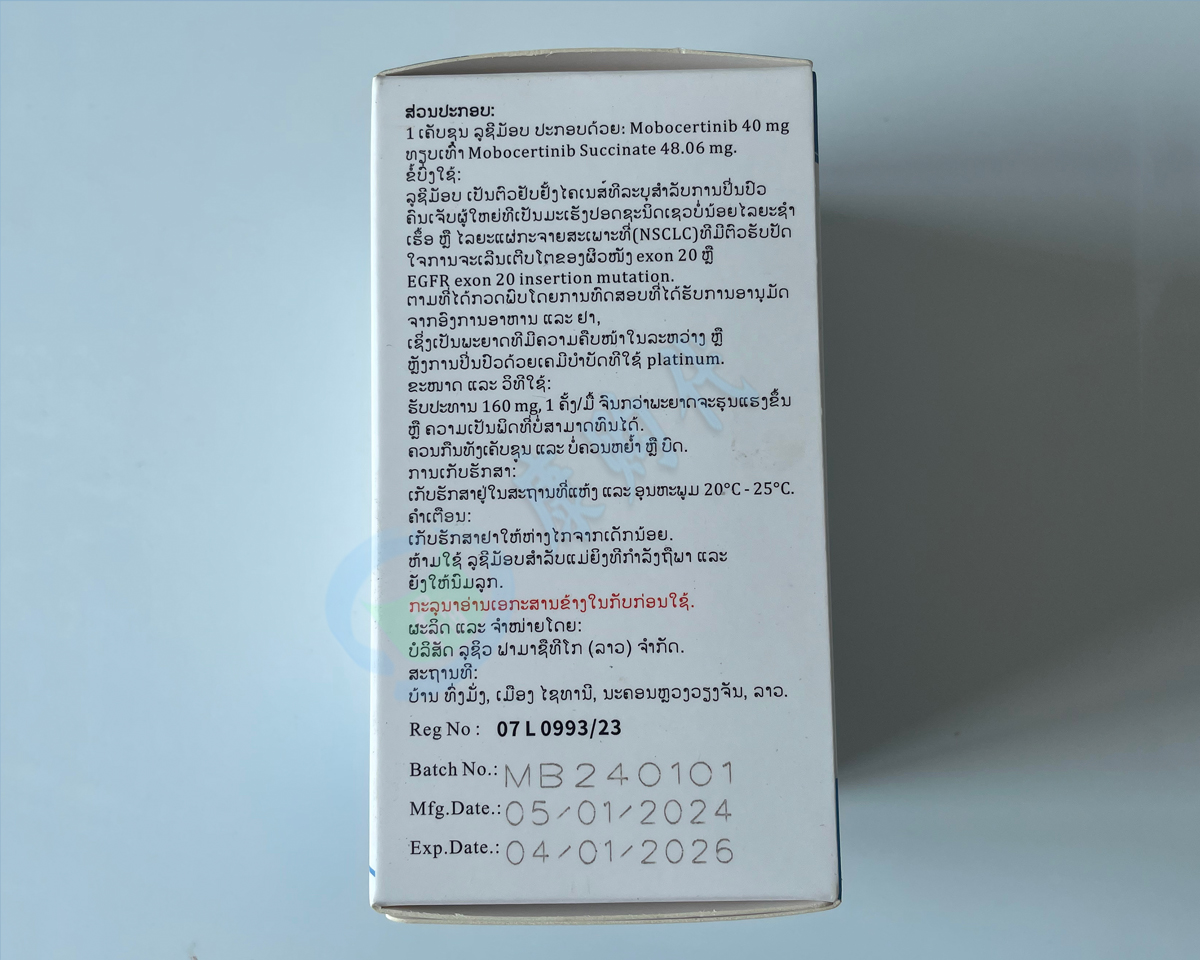 ສ່ວນປະກອບ:
1 ເຄັບຊູນ ລູຊີມັອບ ປະກອບດ້ວຍ: Mobocertinib 40 mg
ທຽບເທົ່າ Mobocertinib Succinate 48.06 mg.
ຂໍ້ບົ່ງໃຊ້:
ລູຊີມັອບ ເປັນຕົວຢັບຢັ້ງໄຄເນສ໌ທີ່ລະບຸສຳລັບການປິ່ນປົວ
ຄົນເຈັບຜູ້ໃຫຍ່ທີ່ເປັນມະເຮັງປອດຊະນິດເຊວບໍ່ນ້ອຍໄລຍະຊຳ
ເຮື້ອ ຫຼື ໄລຍະແຜ່ກະຈາຍສະເພາະທີ່(NSCLC)ທີ່ມີຕົວຮັບປັດ
ໃຈການຈະເລີນເຕີບໂຕຂອງຜິວໜັງ exon 20 ຫຼື
EGFR exon 20 insertion mutation.
ຕາມທີ່ໄດ້ກວດພົບໂດຍການທົດສອບທີ່ໄດ້ຮັບການອານຸມັດ
ຈາກອົງການອາຫານ ແລະ ຢາ,
ເຊິ່ງເປັນພະຍາດທີ່ມີຄວາມຄືບໜ້າໃນລະຫວ່າງ ຫຼື
ຫຼັງການປິ່ນປົວດ້ວຍເຄມີບຳບັດທີ່ໃຊ້ platinum.
ຂະໜາດ ແລະ ວິທີໃຊ້:
ຮັບປະທານ 160 mg, 1 ຄັ້ງ/ມື້ ຈົນກວ່າພະຍາດຈະຮຸນແຮງຂຶ້ນ
ຫຼື ຄວາມເປັນພິດທີ່ບໍ່ສາມາດທົນໄດ້.
ຄວນກືນທັງເຄັບຊູນ ແລະ ບໍ່ຄວນຫຍ້ຳ ຫຼື ບົດ.
ການເກັບຮັກສາ:
ເກັບຮັກສາຢູ່ໃນສະຖານທີ່ແຫ້ງ ແລະ ອຸນຫະພູມ 20°C - 25°C.
ຄຳເຕືອນ:
ເກັບຮັກສາຢາໃຫ້ຫ່າງໄກຈາກເດັກນ້ອຍ.
ຫ້າມໃຊ້ ລູຊີມັອບສຳລັບແມ່ຍິງທີ່ກຳລັງຖືພາ ແລະ
ຍັງໃຫ້ນົມລູກ.
ກະລຸນາອ່ານເອກະສານຂ້າງໃນກັບກ່ອນໃຊ້.
ຜະລິດ ແລະ ຈຳໜ່າຍໂດຍ:
ບໍລິສັດ ລູຊິວ ຟາມາຊືທີໂກ (ລາວ) ຈຳກັດ.
ສະຖານທີ່:
ບ້ານ ທົ່ງມັ່ງ, ເມືອງ ໄຊທານີ, ນະຄອນຫຼວງວຽງຈັນ, ລາວ.
Reg No : 07 L 0993/23
Batch No.: MB240101
Mfg.Date.: 05/01/2024
Exp.Date.: 04/01/2026